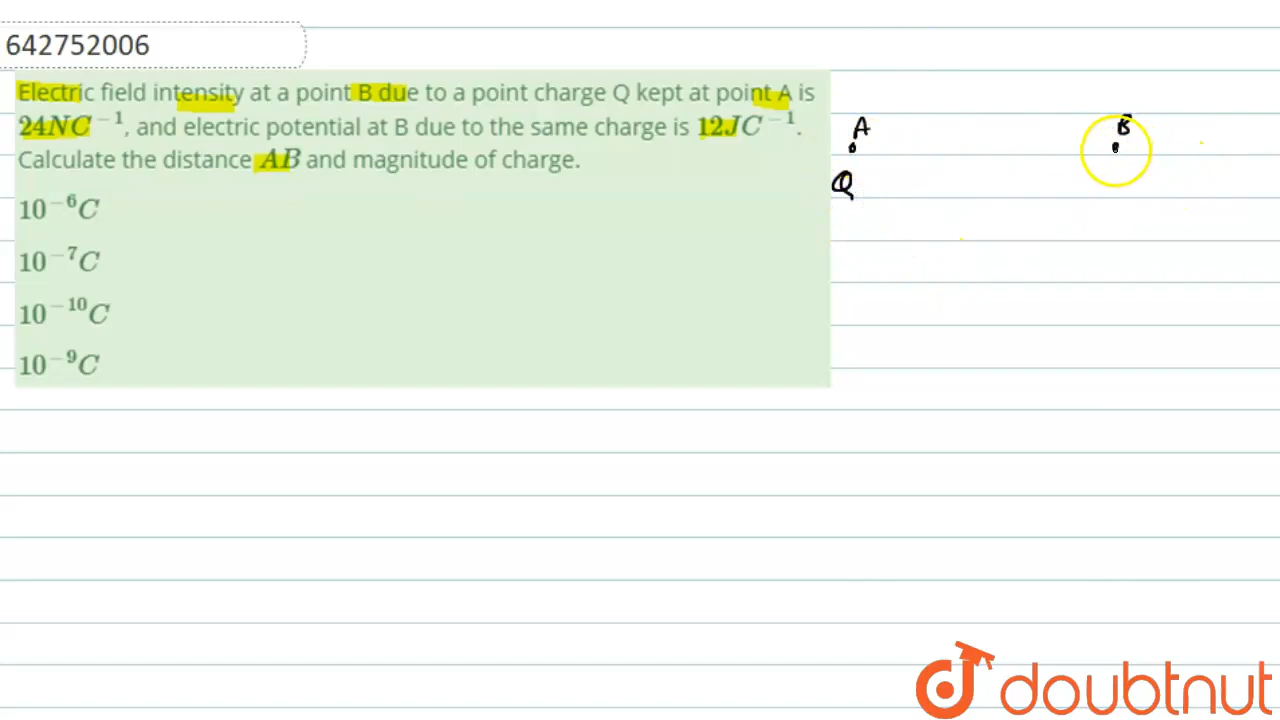 642752006
Electric field intensity at a point B due to a point charge Q kept at point A is
24NC⁻¹, and electric potential at B due to the same charge is 12JC⁻¹.
Calculate the distance AB and magnitude of charge.
10⁻⁶C
10⁻⁷C
10⁻¹⁰C
10⁻⁹C
A
B
Q
doubtnut